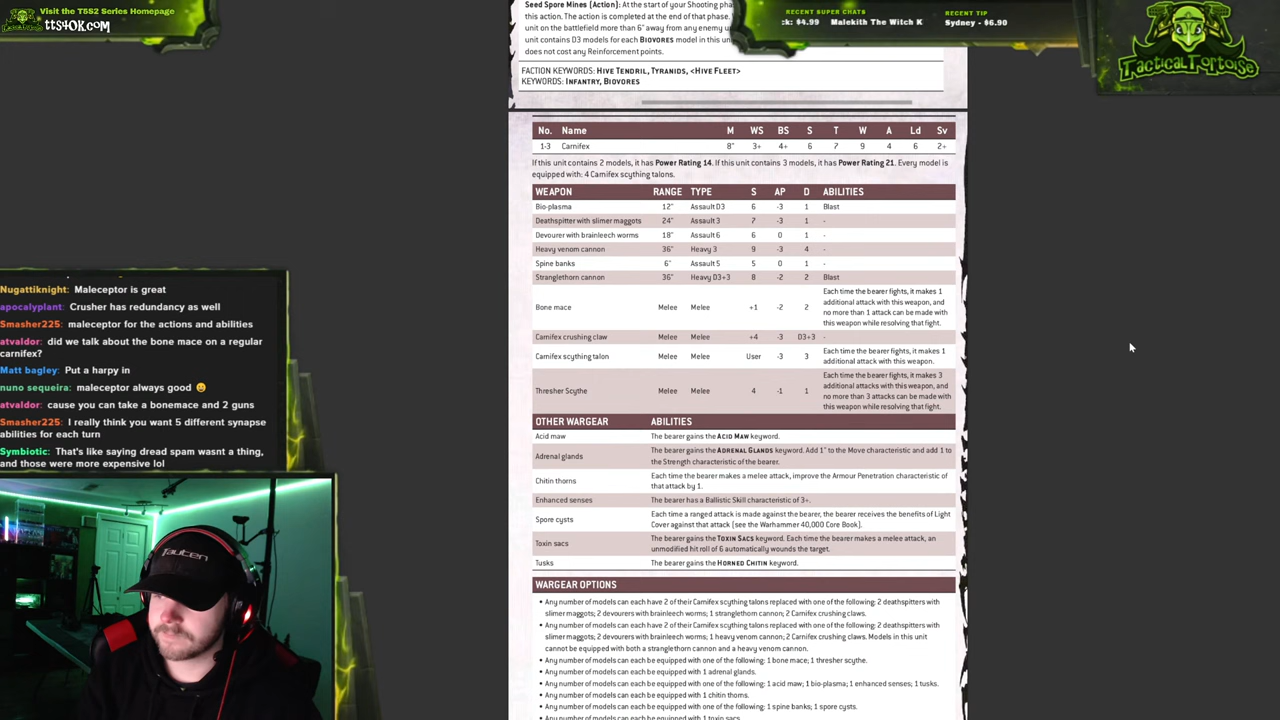 Visit the TSS2 Series Homepage
tts40K.com
RECENT SUPER CHATS
ck: $4.99 Malekith The Witch K
RECENT TIP
Sydney - $6.90
TacticalTortoise
Seed Spore Mines (Action): At the start of your Shooting pha
this action. The action is completed at the end of that phase.
unit on the battlefield more than 6" away from any enemy u
unit contains D3 models for each Biovores model in this un
does not cost any Reinforcement points.
FACTION KEYWORDS: Hive Tendril, Tyranids, <Hive Fleet>
KEYWORDS: Infantry, Biovores
No. Name M WS BS S T W A Ld Sv
1-3 Carnifex 8" 3+ 4+ 6 7 9 4 6 2+
If this unit contains 2 models, it has Power Rating 14. If this unit contains 3 models, it has Power Rating 21. Every model is
equipped with: 4 Carnifex scything talons.
WEAPON RANGE TYPE S AP D ABILITIES
Bio-plasma 12" Assault D3 6 -3 1 Blast
Deathspitter with slimer maggots 24" Assault 3 7 -3 1 -
Devourer with brainleech worms 18" Assault 6 6 0 1 -
Heavy venom cannon 36" Heavy 3 9 -3 4 -
Spine banks 6" Assault 5 5 0 1 -
Stranglethorn cannon 36" Heavy D3+3 8 -2 2 Blast
Bone mace Melee Melee +1 -2 2 Each time the bearer fights, it makes 1
additional attack with this weapon, and
no more than 1 attack can be made with
this weapon while resolving that fight.
Carnifex crushing claw Melee Melee +4 -3 D3+3 -
Carnifex scything talon Melee Melee User -3 3 Each time the bearer fights, it makes 1
additional attack with this weapon.
Thresher Scythe Melee Melee 4 -1 1 Each time the bearer fights, it makes 3
additional attacks with this weapon, and
no more than 3 attacks can be made with
this weapon while resolving that fight.
OTHER WARGEAR ABILITIES
Acid maw The bearer gains the Acid Maw keyword.
Adrenal glands The bearer gains the Adrenal Glands keyword. Add 1" to the Move characteristic and add 1 to
the Strength characteristic of the bearer.
Chitin thorns Each time the bearer makes a melee attack, improve the Armour Penetration characteristic of
that attack by 1.
Enhanced senses The bearer has a Ballistic Skill characteristic of 3+.
Spore cysts Each time a ranged attack is made against the bearer, the bearer receives the benefits of Light
Cover against that attack (see the Warhammer 40,000 Core Book).
Toxin sacs The bearer gains the Toxin Sacs keyword. Each time the bearer makes a melee attack, an
unmodified hit roll of 6 automatically wounds the target.
Tusks The bearer gains the Horned Chitin keyword.
WARGEAR OPTIONS
• Any number of models can each have 2 of their Carnifex scything talons replaced with one of the following: 2 deathspitters with
slimer maggots; 2 devourers with brainleech worms; 1 stranglethorn cannon; 2 Carnifex crushing claws.
• Any number of models can each have 2 of their Carnifex scything talons replaced with one of the following: 2 deathspitters with
slimer maggots; 2 devourers with brainleech worms; 1 heavy venom cannon; 2 Carnifex crushing claws. Models in this unit
cannot be equipped with both a stranglethorn cannon and a heavy venom cannon.
• Any number of models can each be equipped with one of the following: 1 bone mace; 1 thresher scythe.
• Any number of models can each be equipped with 1 adrenal glands.
• Any number of models can each be equipped with one of the following: 1 acid maw; 1 bio-plasma; 1 enhanced senses; 1 tusks.
• Any number of models can each be equipped with 1 chitin thorns.
• Any number of models can each be equipped with one of the following: 1 spine banks; 1 spore cysts.
• Any number of models can each be equipped with 1 toxin sacs.
Nugattiknight: Maleceptor is great
apocalyplant: Crusher has redundancy as well
Smasher225: maleceptor for the actions and abilities
atvaldor: did we talk about the bone mace on a regular
carnifex?
Matt bagley: Put a harpy in
nuno sequeira: maleceptor always good 😀
atvaldor: cause you can take a bonemace and 2 guns
Smasher225: I really think you want 5 different synapse
abilities for each turn
Symbiotic: That's like saying dread spam wasnt a thing,
and those were more expensive lol